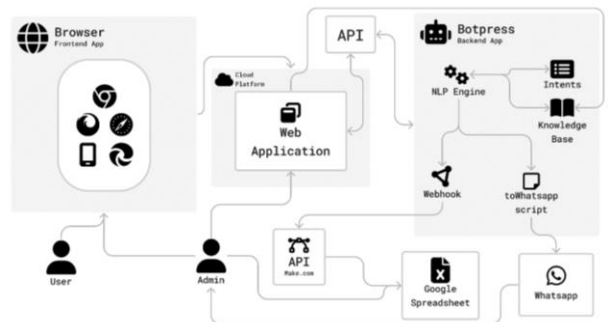 Browser
Frontend App
API
Botpress
Backend App
Cloud
Platform
Web
Application
NLP Engine
Intents
Knowledge
Base
Webhook
toWhatsapp
script
User
Admin
API
Make.com
Google
Spreadsheet
Whatsapp